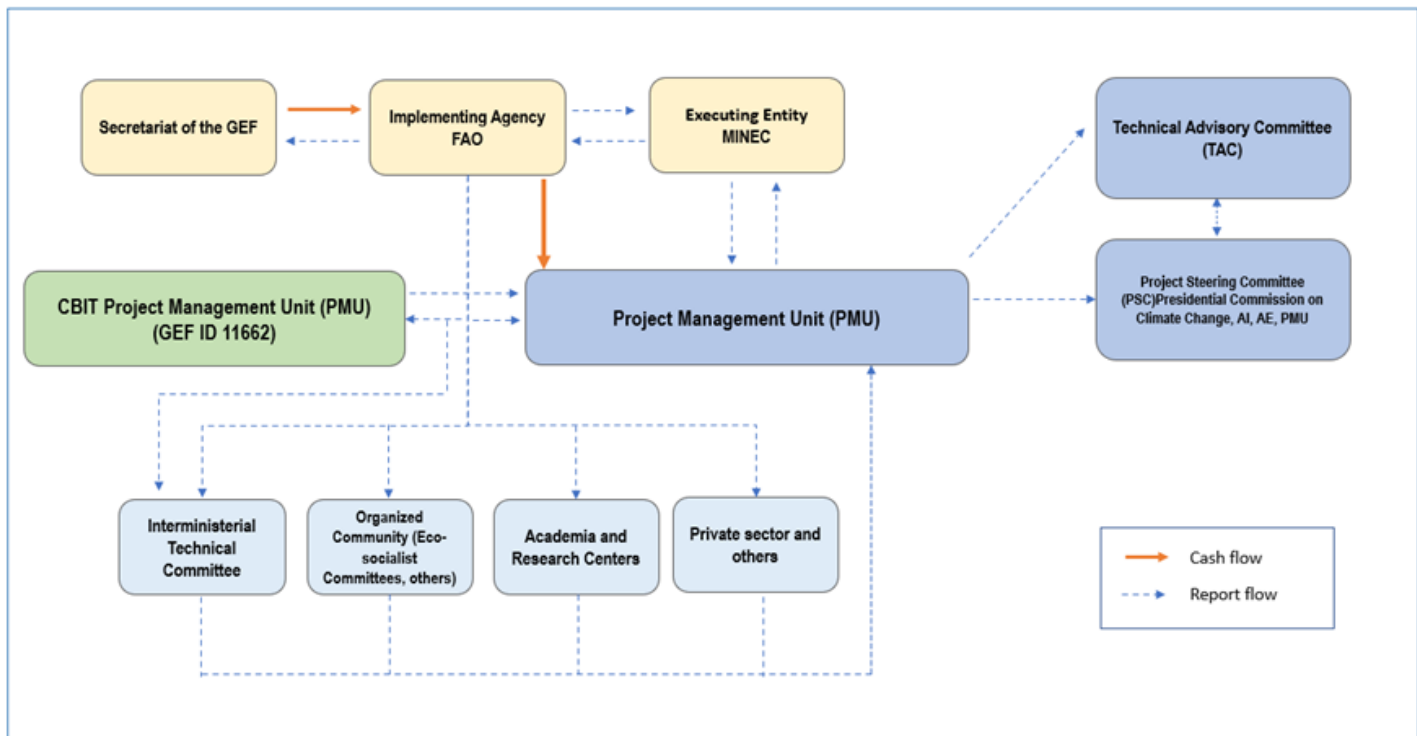 Secretariat of the GEF
Implementing Agency
FAO
Executing Entity
MINEC
Technical Advisory Committee
(TAC)
CBIT Project Management Unit (PMU)
(GEF ID 11662)
Project Management Unit (PMU)
Project Steering Committee
(PSC)Presidential Commission on
Climate Change, AI, AE, PMU
Interministerial
Technical
Committee
Organized
Community (Eco-
socialist
Committees, others)
Academia and
Research Centers
Private sector and
others
Cash flow
Report flow